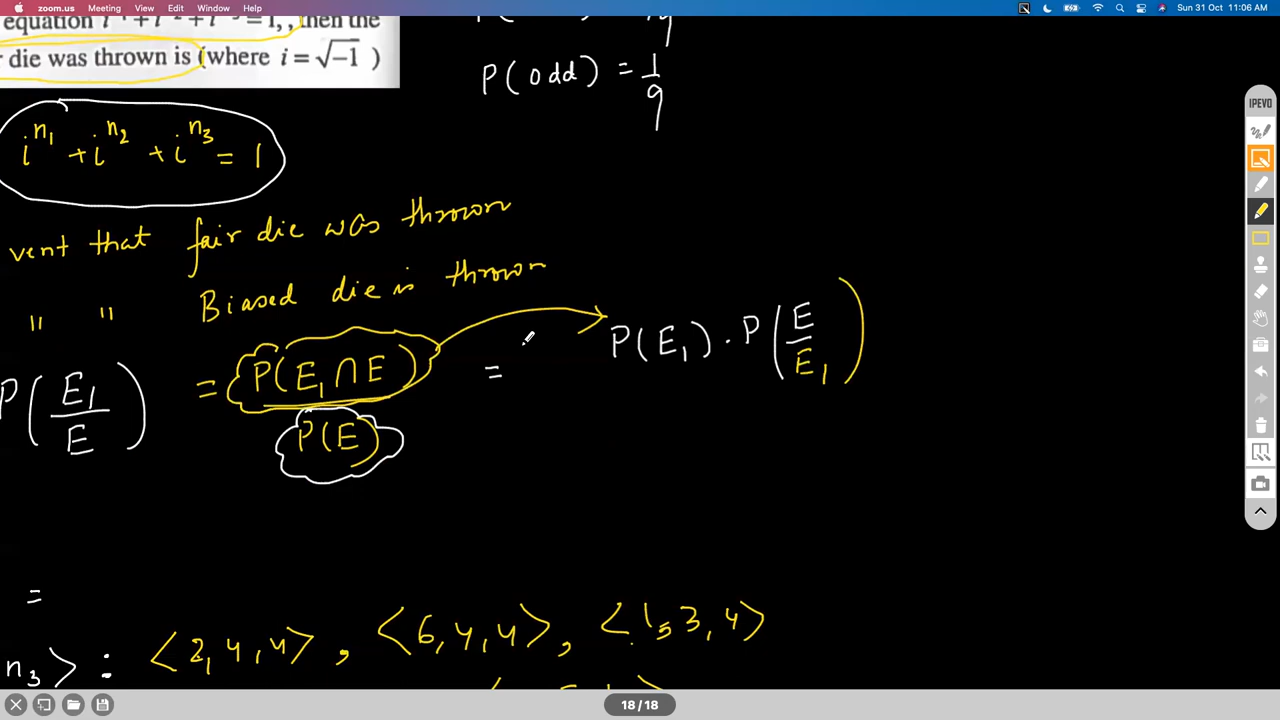 zoom.us Meeting View Edit Window Help Sun 31 Oct 11:06 AM
equation
= 1, , then the
die was thrown is (where i = √−1 )
P(odd) = 1/9
i^n1 + i^n2 + i^n3 = 1
vent that fair die was thrown
" " Biased die is thrown
P(E1/E) = P(E1 ∩ E)/P(E) = P(E1) . P(E/E1)
=
n3> : <2, 4, 4> , <6, 4, 4> , <1, 3, 4>
IPEVO
18 / 18